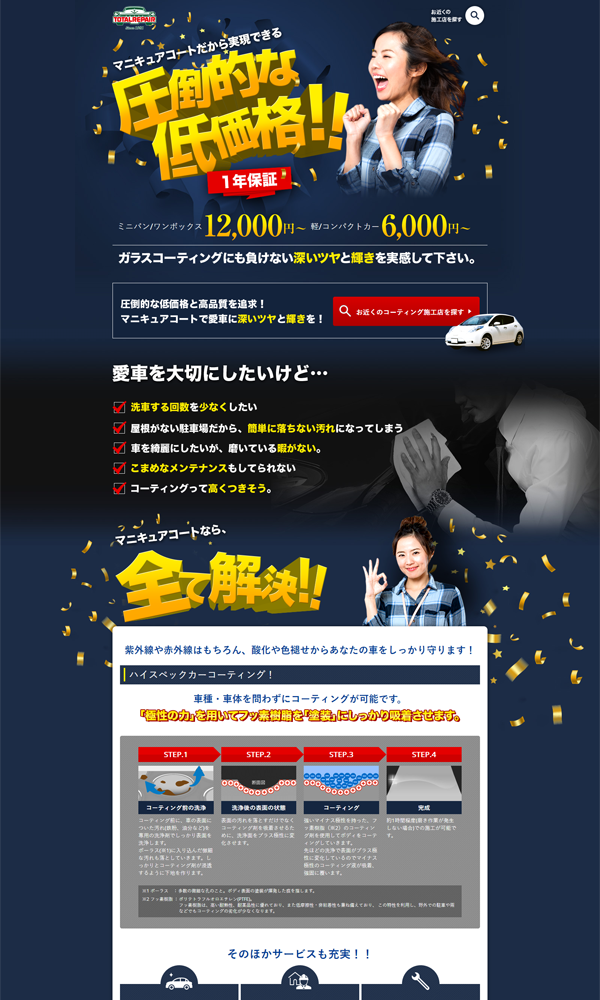 TOTALREPAIR
お近くの
施工店を探す
マニキュアコートだから実現できる
圧倒的な
低価格!!
1年保証
ミニバン/ワンボックス 12,000円～ 軽/コンパクトカー 6,000円～
ガラスコーティングにも負けない深いツヤと輝きを実感して下さい。
圧倒的な低価格と高品質を追求！
マニキュアコートで愛車に深いツヤと輝きを！
お近くのコーティング施工店を探す
愛車を大切にしたいけど…
洗車する回数を少なくしたい
屋根がない駐車場だから、簡単に落ちない汚れになってしまう
車を綺麗にしたいが、磨いている暇がない。
こまめなメンテナンスもしてられない
コーティングって高くつきそう。
マニキュアコートなら、
全て解決!!
紫外線や赤外線はもちろん、酸化や色褪せからあなたの車をしっかり守ります！
ハイスペックカーコーティング！
車種・車体を問わずにコーティングが可能です。
「極性の力」を用いてフッ素樹脂を「塗装」にしっかり吸着させます。
STEP.1
コーティング前の洗浄
STEP.2
断面図
洗浄後の表面の状態
STEP.3
コーティング
STEP.4
完成
そのほかサービスも充実！！